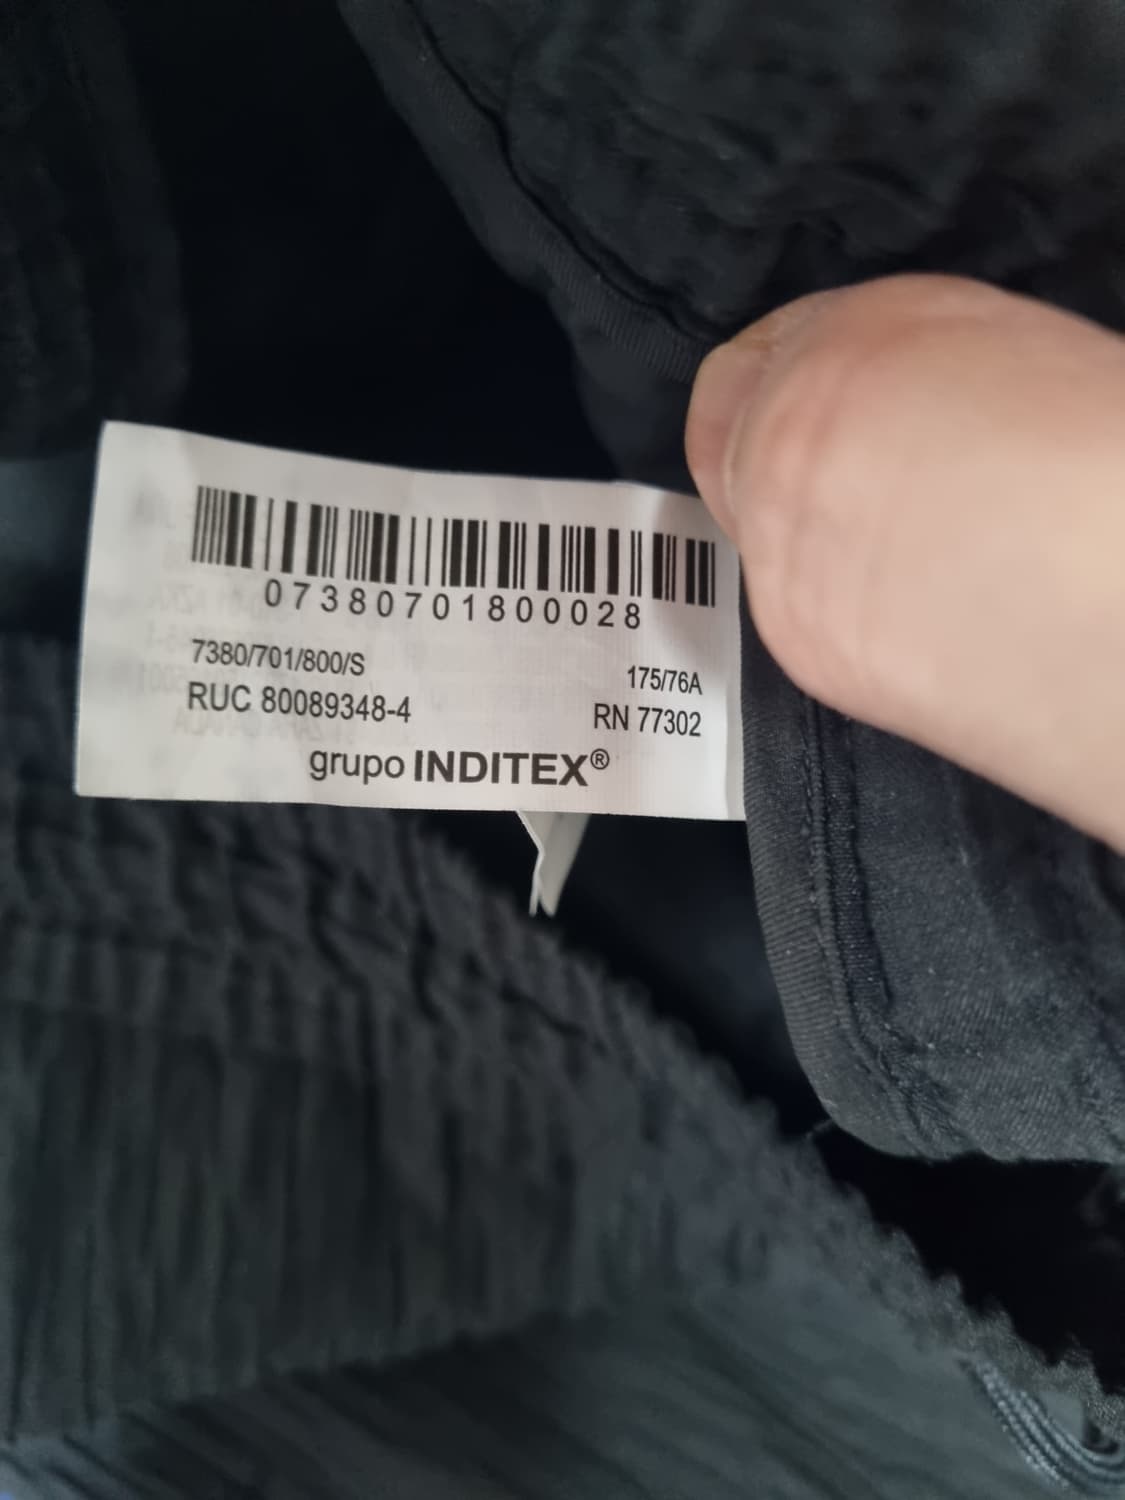 07380701800028
7380/701/800/S
175/76A
RUC 80089348-4
RN 77302
grupo INDITEX®